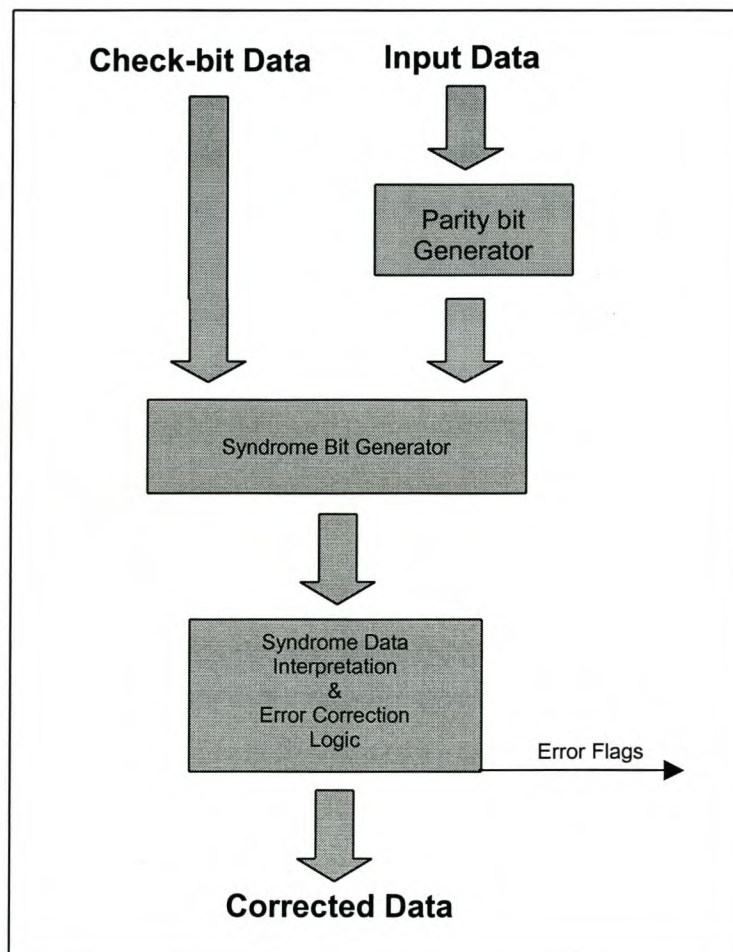 Check-bit Data
Input Data
Parity bit
Generator
Syndrome Bit Generator
Syndrome Data
Interpretation
&
Error Correction
Logic
Error Flags
Corrected Data